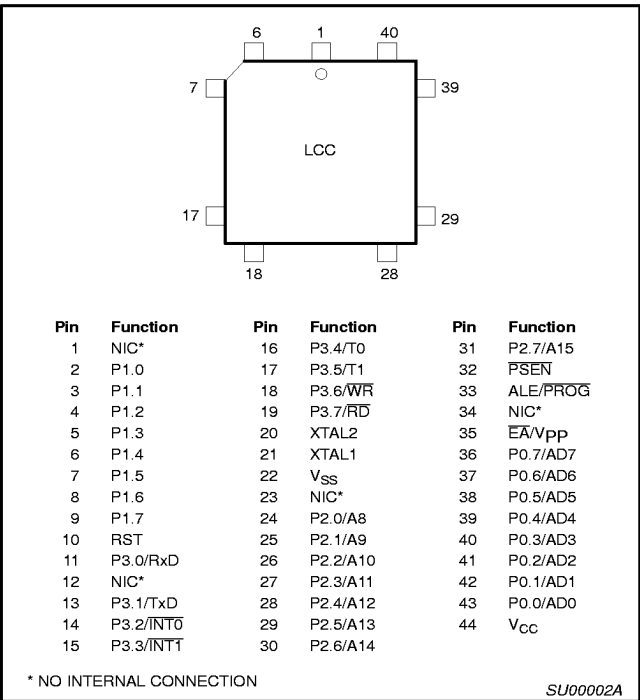 6 1 40
7 39
LCC
17 29
18 28
Pin Function Pin Function Pin Function
1 NIC* 16 P3.4/T0 31 P2.7/A15
2 P1.0 17 P3.5/T1 32 P̅S̅E̅N̅
3 P1.1 18 P3.6/W̅R̅ 33 ALE/P̅R̅O̅G̅
4 P1.2 19 P3.7/R̅D̅ 34 NIC*
5 P1.3 20 XTAL2 35 E̅A̅/VPP
6 P1.4 21 XTAL1 36 P0.7/AD7
7 P1.5 22 VSS 37 P0.6/AD6
8 P1.6 23 NIC* 38 P0.5/AD5
9 P1.7 24 P2.0/A8 39 P0.4/AD4
10 RST 25 P2.1/A9 40 P0.3/AD3
11 P3.0/RxD 26 P2.2/A10 41 P0.2/AD2
12 NIC* 27 P2.3/A11 42 P0.1/AD1
13 P3.1/TxD 28 P2.4/A12 43 P0.0/AD0
14 P3.2/I̅N̅T̅0̅ 29 P2.5/A13 44 VCC
15 P3.3/I̅N̅T̅1̅ 30 P2.6/A14
* NO INTERNAL CONNECTION
SU00002A